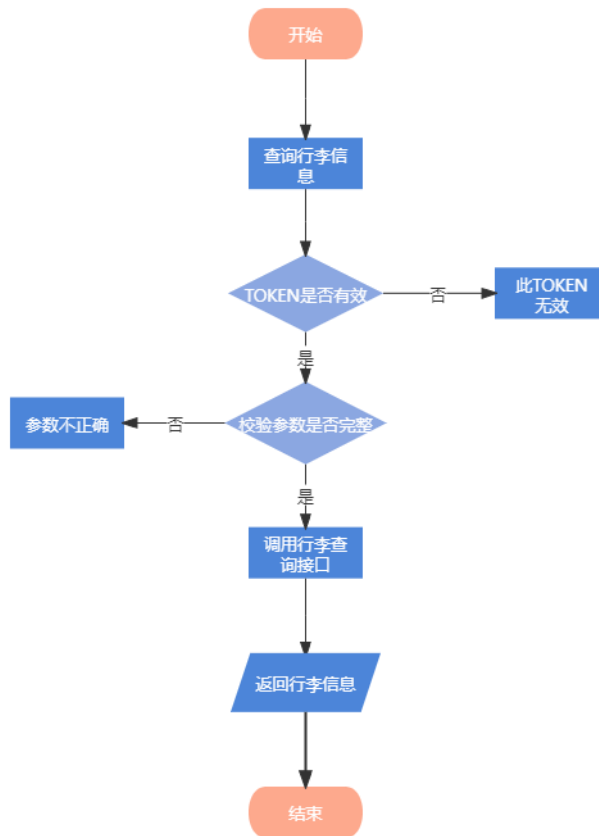 开始
查询行李信
息
TOKEN是否有效
否
此TOKEN
无效
是
校验参数是否完整
否
参数不正确
是
调用行李查
询接口
返回行李信息
结束